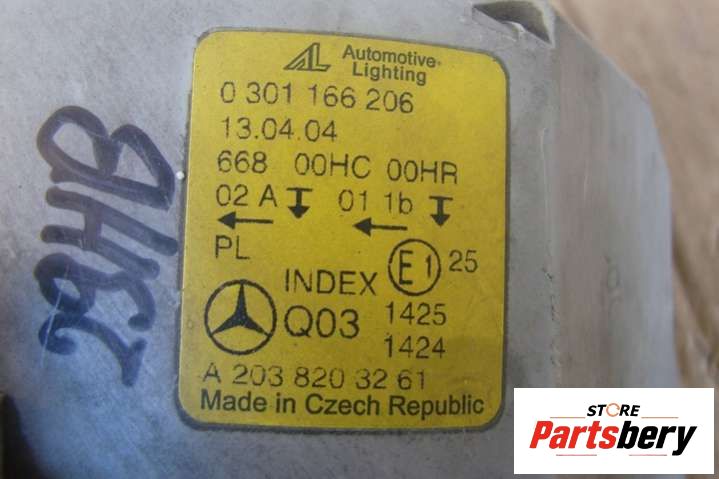 AL Automotive
Lighting
0 301 166 206
13.04.04
668 00HC 00HR
02 A 01 1b
PL
E1 25
INDEX
Q03
1425
1424
A 203 820 32 61
Made in Czech Republic
STORE
Partsbery